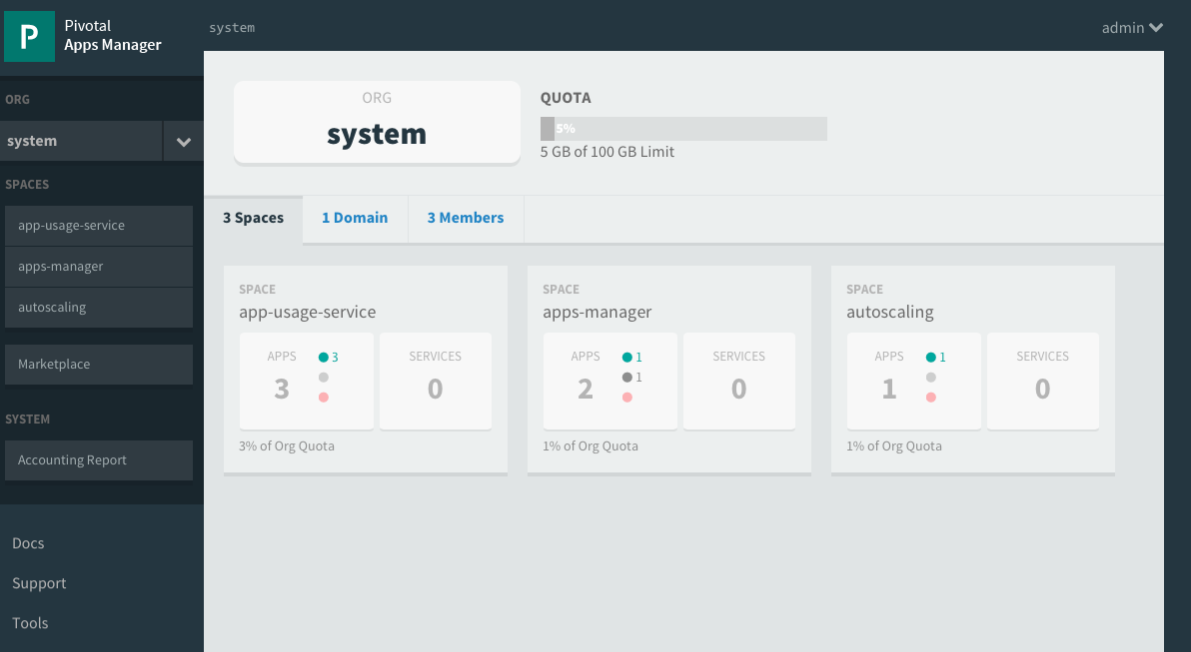 P
Pivotal
Apps Manager
system
admin
ORG
system
SPACES
app-usage-service
apps-manager
autoscaling
Marketplace
SYSTEM
Accounting Report
Docs
Support
Tools
ORG
system
QUOTA
5%
5 GB of 100 GB Limit
3 Spaces
1 Domain
3 Members
SPACE
app-usage-service
APPS
3
3
SERVICES
0
3% of Org Quota
SPACE
apps-manager
APPS
2
1
1
SERVICES
0
1% of Org Quota
SPACE
autoscaling
APPS
1
1
SERVICES
0
1% of Org Quota